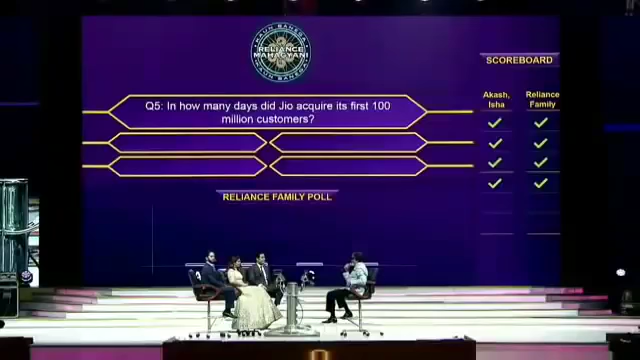 KAUN BANEGA
RELIANCE
MAHAGYANI
KAUN BANEGA
SCOREBOARD
Akash, Isha
Reliance Family
Q5: In how many days did Jio acquire its first 100
million customers?
RELIANCE FAMILY POLL